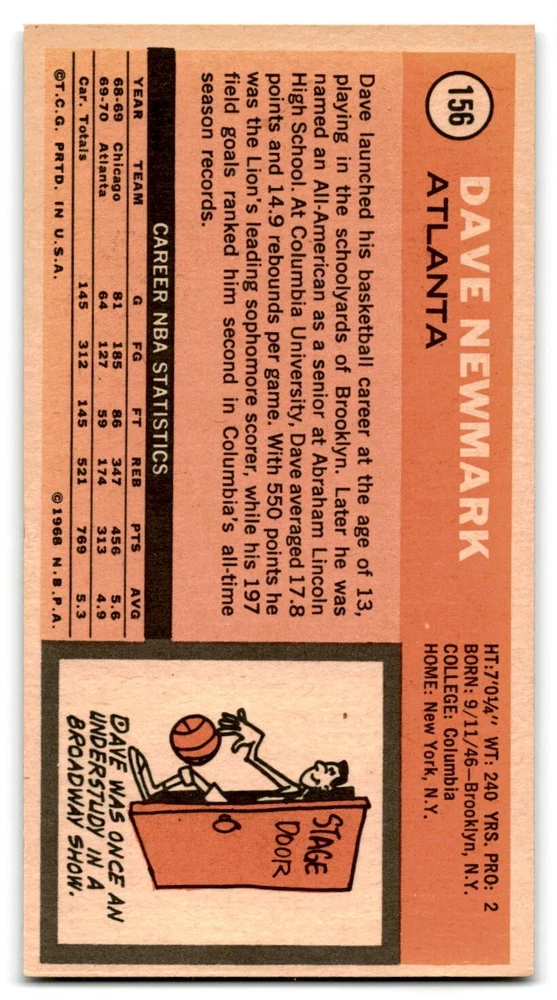 156
DAVE NEWMARK
ATLANTA
HT:7'0¼" WT: 240 YRS. PRO: 2
BORN: 9/11/46—Brooklyn, N.Y.
COLLEGE: Columbia
HOME: New York, N.Y.
Dave launched his basketball career at the age of 13,
playing in the schoolyards of Brooklyn. Later he was
named an All-American as a senior at Abraham Lincoln
High School. At Columbia University, Dave averaged 17.8
points and 14.9 rebounds per game. With 550 points he
was the Lion's leading sophomore scorer, while his 197
field goals ranked him second in Columbia's all-time
season records.
CAREER NBA STATISTICS
YEAR TEAM G FG FT REB PTS AVG
68-69 Chicago 81 185 86 347 456 5.6
69-70 Atlanta 64 127 59 174 313 4.9
Car. Totals 145 312 145 521 769 5.3
©T.C.G. PRTD. IN U.S.A. ©1968 N.B.P.A.
STAGE
DOOR
DAVE WAS ONCE AN
UNDERSTUDY IN A
BROADWAY SHOW.